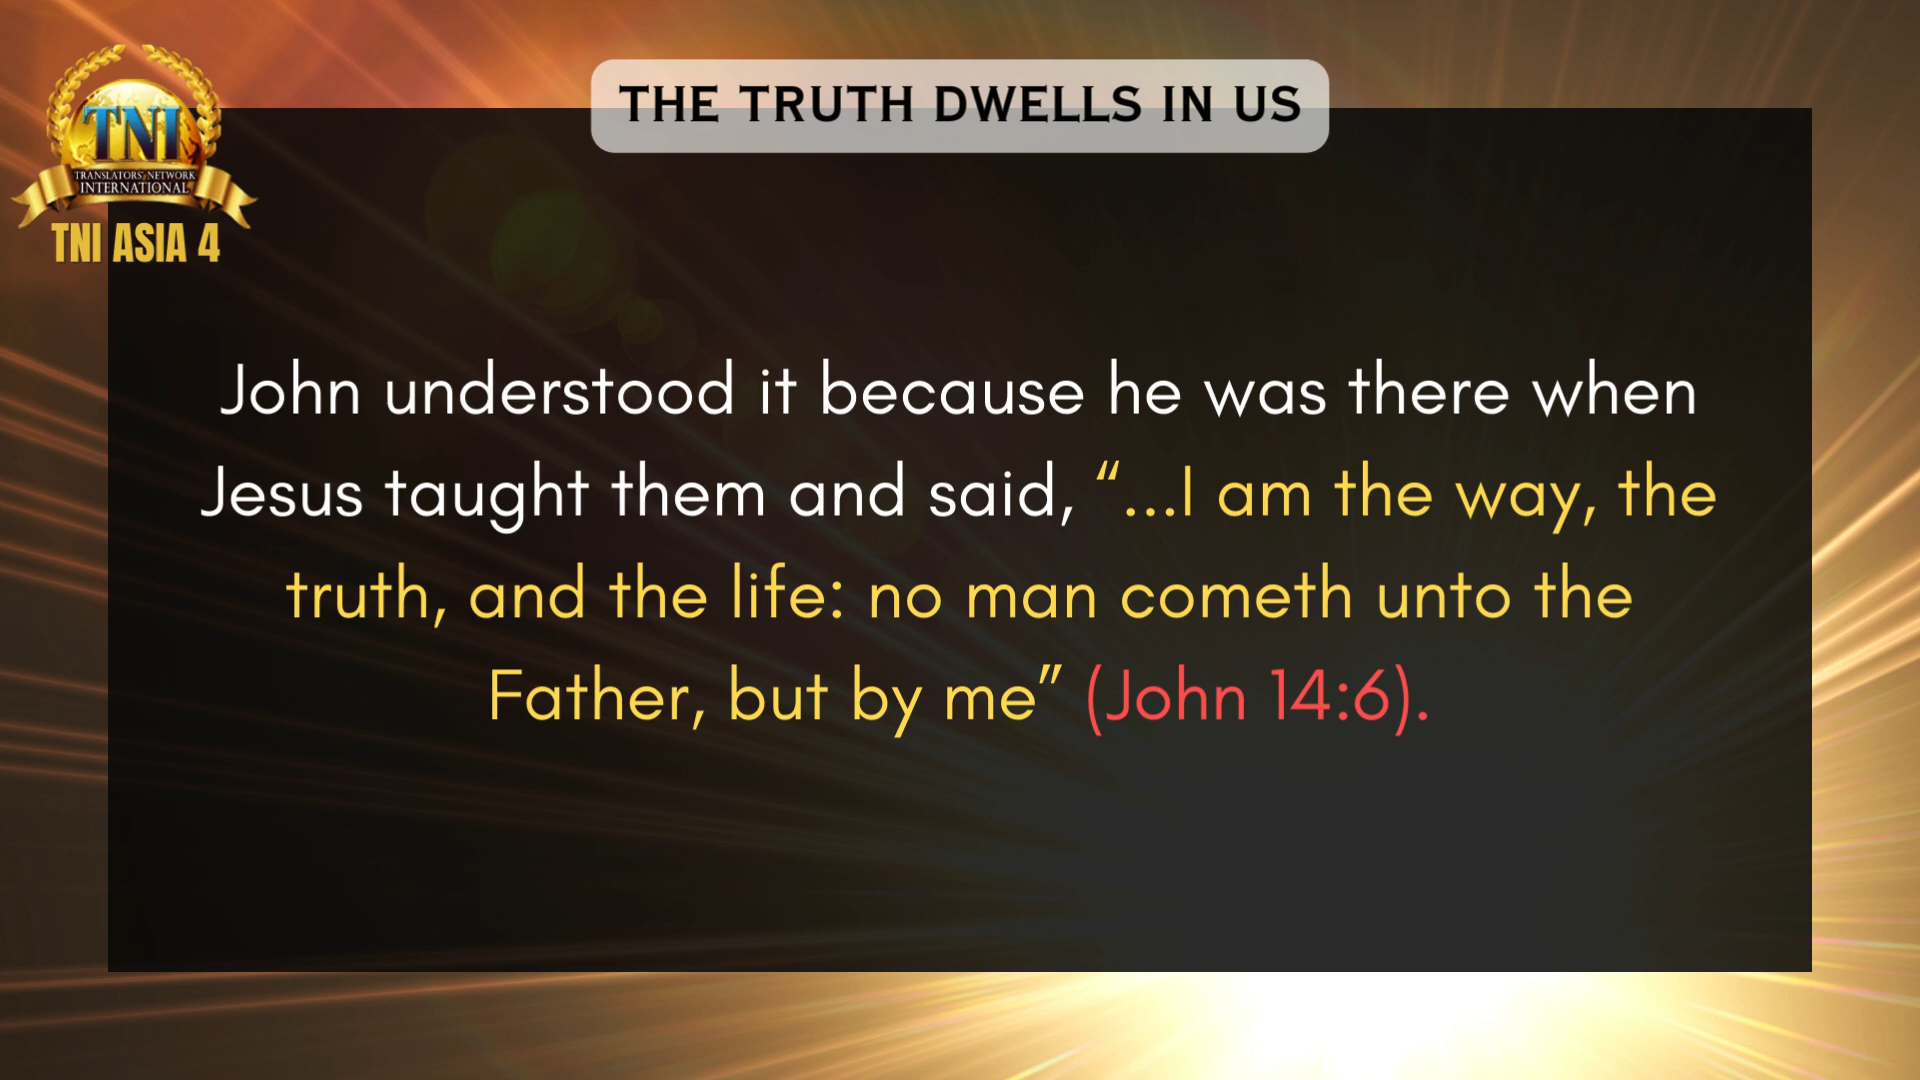 THE TRUTH DWELLS IN US
TNI
TRANSLATORS' NETWORK
INTERNATIONAL
TNI ASIA 4
John understood it because he was there when
Jesus taught them and said, “...I am the way, the
truth, and the life: no man cometh unto the
Father, but by me” (John 14:6).